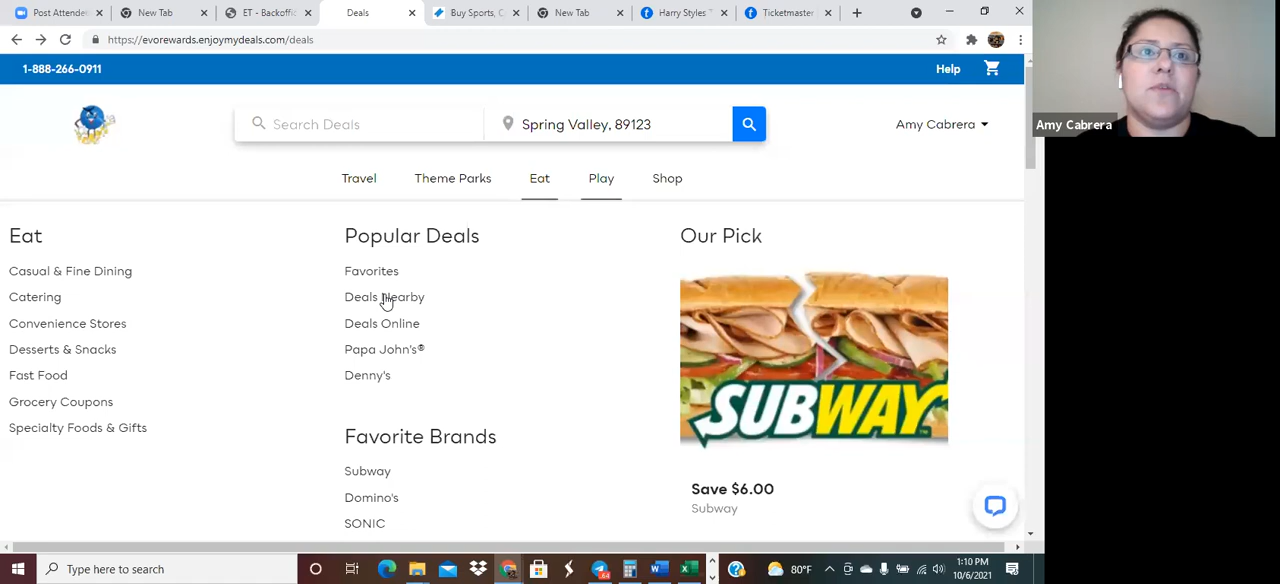 Post Attende
New Tab
ET - Backoffi
Deals
Buy Sports, C
New Tab
Harry Styles
Ticketmaster
https://evorewards.enjoymydeals.com/deals
1-888-266-0911
Help
Search Deals
Spring Valley, 89123
Amy Cabrera
Amy Cabrera
Travel
Theme Parks
Eat
Play
Shop
Eat
Casual & Fine Dining
Catering
Convenience Stores
Desserts & Snacks
Fast Food
Grocery Coupons
Specialty Foods & Gifts
Popular Deals
Favorites
Deals Nearby
Deals Online
Papa John's®
Denny's
Favorite Brands
Subway
Domino's
SONIC
Our Pick
SUBWAY
Save $6.00
Subway
Type here to search
64
80°F
1:10 PM
10/6/2021